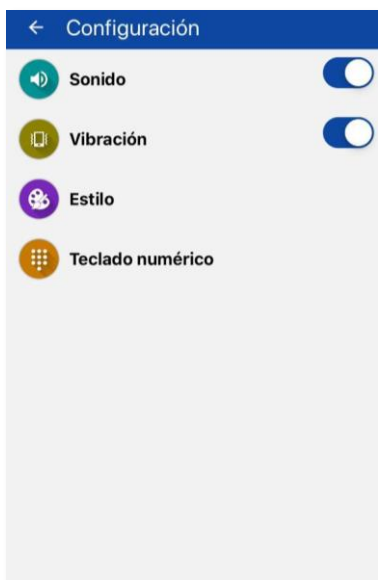 Configuración
Sonido
Vibración
Estilo
Teclado numérico